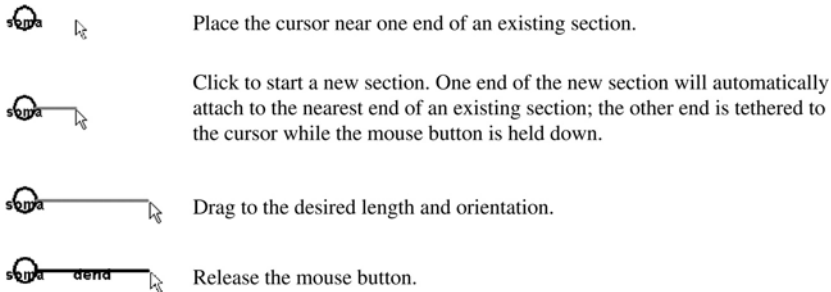 soma
Place the cursor near one end of an existing section.
Click to start a new section. One end of the new section will automatically
soma
attach to the nearest end of an existing section; the other end is tethered to
the cursor while the mouse button is held down.
soma
Drag to the desired length and orientation.
soma dend
Release the mouse button.